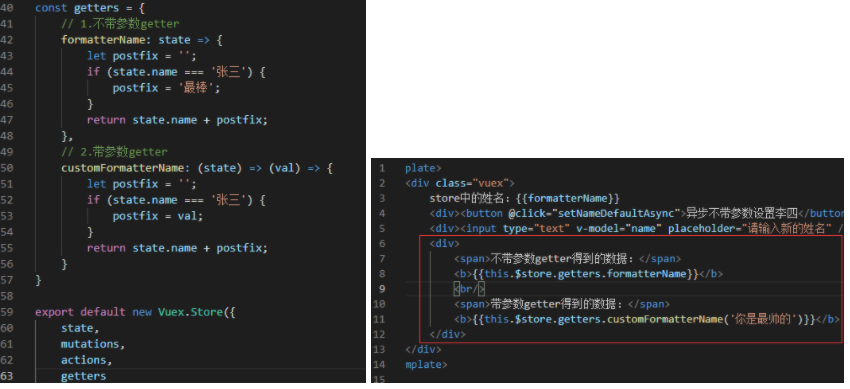 40 const getters = {
41 // 1.不带参数getter
42 formatterName: state => {
43 let postfix = '';
44 if (state.name === '张三') {
45 postfix = '最棒';
46 }
47 return state.name + postfix;
48 },
49 // 2.带参数getter
50 customFormatterName: (state) => (val) => {
51 let postfix = '';
52 if (state.name === '张三') {
53 postfix = val;
54 }
55 return state.name + postfix;
56 }
57 }
58
59 export default new Vuex.Store({
60 state,
61 mutations,
62 actions,
63 getters
1 plate>
2 <div class="vuex">
3 store中的姓名：{{formatterName}}
4 <div><button @click="setNameDefaultAsync">异步不带参数设置李四</button
5 <div><input type="text" v-model="name" placeholder="请输入新的姓名" /
6 <div>
7 <span>不带参数getter得到的数据：</span>
8 <b>{{this.$store.getters.formatterName}}</b>
9 <br/>
10 <span>带参数getter得到的数据：</span>
11 <b>{{this.$store.getters.customFormatterName('你是最帅的')}}</b>
12 </div>
13 </div>
14 mplate>
15